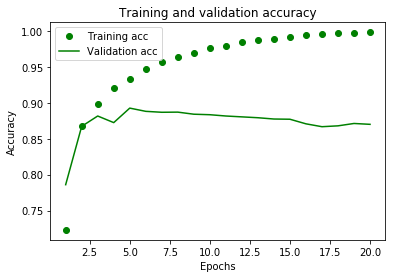 Training and validation accuracy
Training acc
Validation acc
1.00
0.95
0.90
0.85
0.80
0.75
Accuracy
2.5 5.0 7.5 10.0 12.5 15.0 17.5 20.0
Epochs